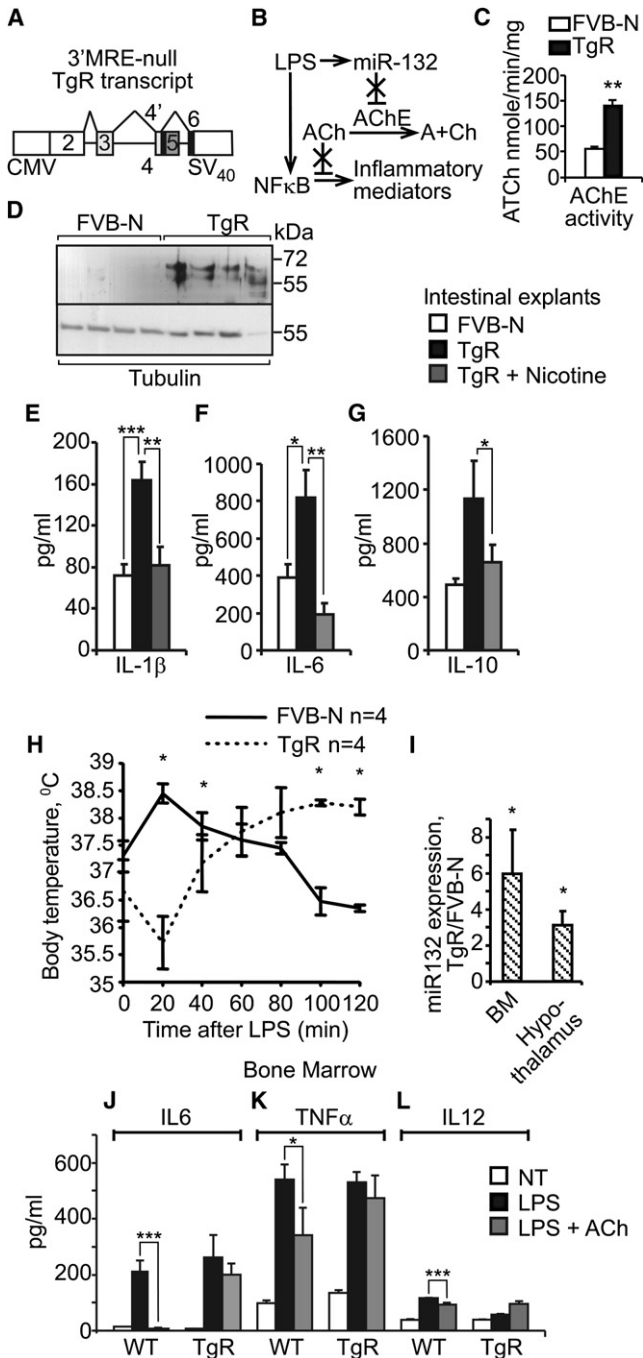 A
3'MRE-null
TgR transcript
4'
6
2
3
5
CMV
4
SV40
B
LPS
miR-132
AChE
ACh
A+Ch
NFκB
Inflammatory
mediators
C
FVB-N
TgR
ATCh nmole/min/mg
200
150
100
50
0
**
AChE
activity
D
FVB-N
TgR
kDa
72
55
55
Tubulin
Intestinal explants
FVB-N
TgR
TgR + Nicotine
E
pg/ml
200
160
120
80
40
0
***
**
IL-1β
F
pg/ml
1000
800
600
400
200
0
*
**
IL-6
G
pg/ml
1600
1200
800
400
0
*
IL-10
H
FVB-N n=4
TgR n=4
Body temperature, ⁰C
38.5
38
37.5
37
36.5
36
35.5
35
*
*
*
*
0
20
40
60
80
100
120
Time after LPS (min)
I
miR132 expression,
TgR/FVB-N
8
6
4
2
0
*
*
BM
Hypo-
thalamus
Bone Marrow
J
IL6
K
TNFα
L
IL12
NT
LPS
LPS + ACh
pg/ml
600
400
200
0
***
*
***
WT
TgR
WT
TgR
WT
TgR